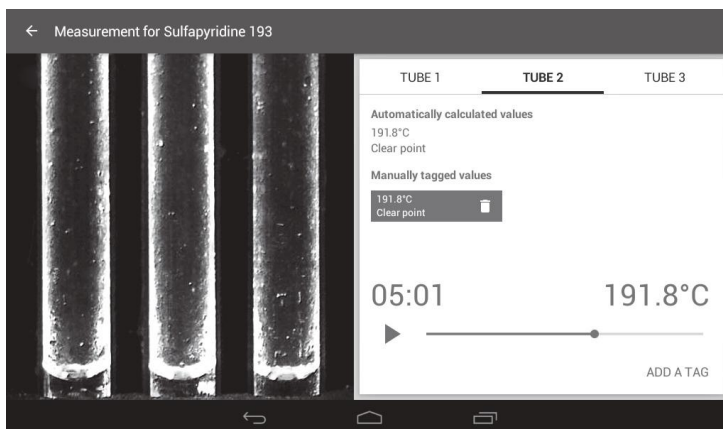 Measurement for Sulfapyridine 193
TUBE 1 TUBE 2 TUBE 3
Automatically calculated values
191.8°C
Clear point
Manually tagged values
191.8°C
Clear point
05:01 191.8°C
ADD A TAG